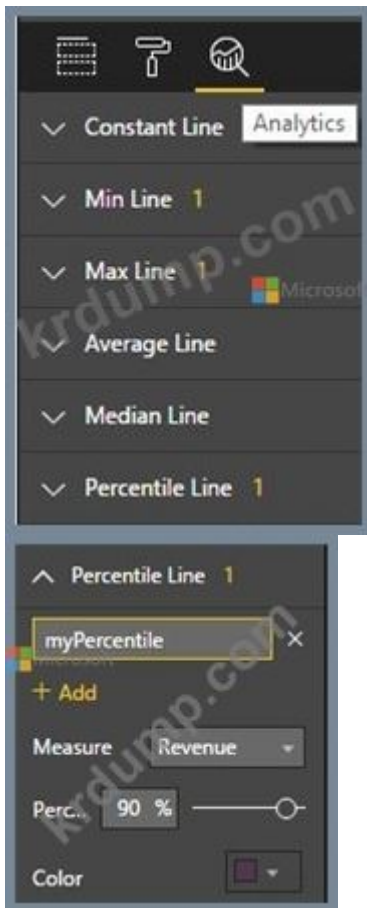 Constant Line
Analytics
Min Line 1
Max Line 1
Microsoft
Average Line
Median Line
Percentile Line 1
krdump.com
Percentile Line 1
myPercentile
Microsoft
+ Add
Measure Revenue
Perc... 90 %
Color
krdump.com